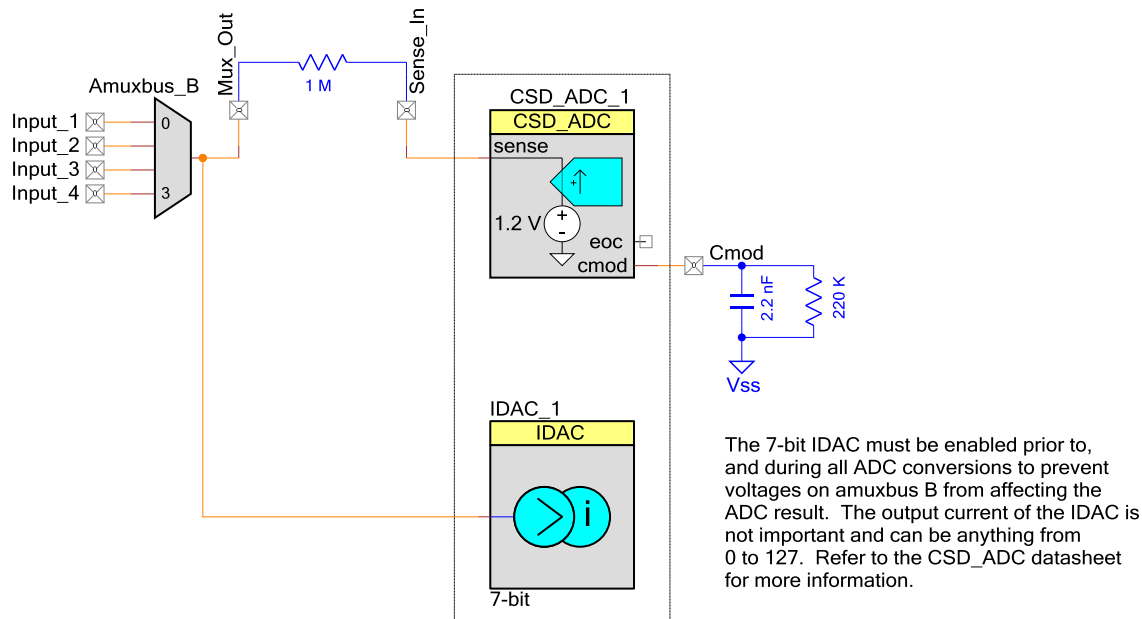 Amuxbus_B
Input_1
Input_2
Input_3
Input_4
0
3
Mux_Out
1 M
Sense_In
CSD_ADC_1
CSD_ADC
sense
+
1.2 V
+
-
eoc
cmod
Cmod
2.2 nF
220 K
Vss
IDAC_1
IDAC
i
7-bit
The 7-bit IDAC must be enabled prior to,
and during all ADC conversions to prevent
voltages on amuxbus B from affecting the
ADC result.  The output current of the IDAC is
not important and can be anything from
0 to 127.  Refer to the CSD_ADC datasheet
for more information.